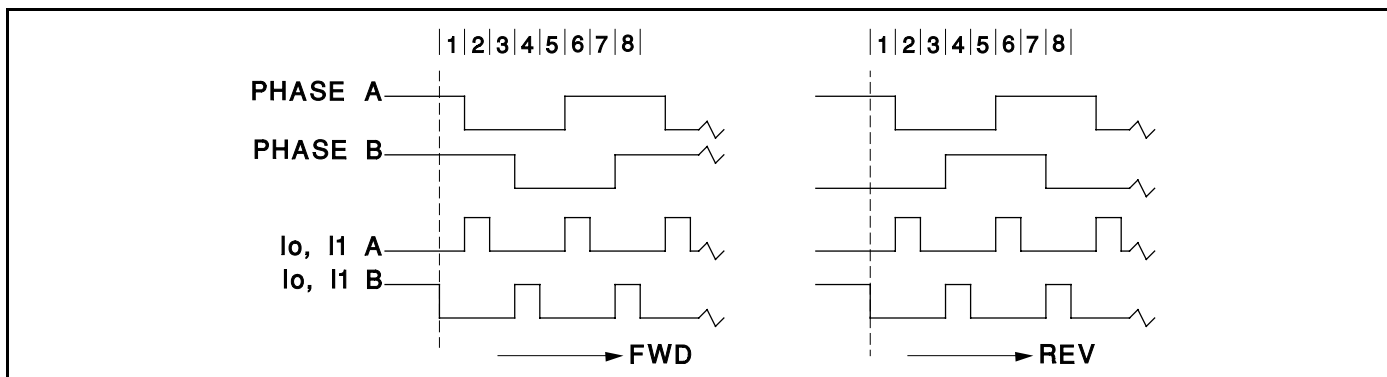 |1|2|3|4|5|6|7|8|
|1|2|3|4|5|6|7|8|
PHASE A
PHASE B
Io, I1 A
Io, I1 B
FWD
REV